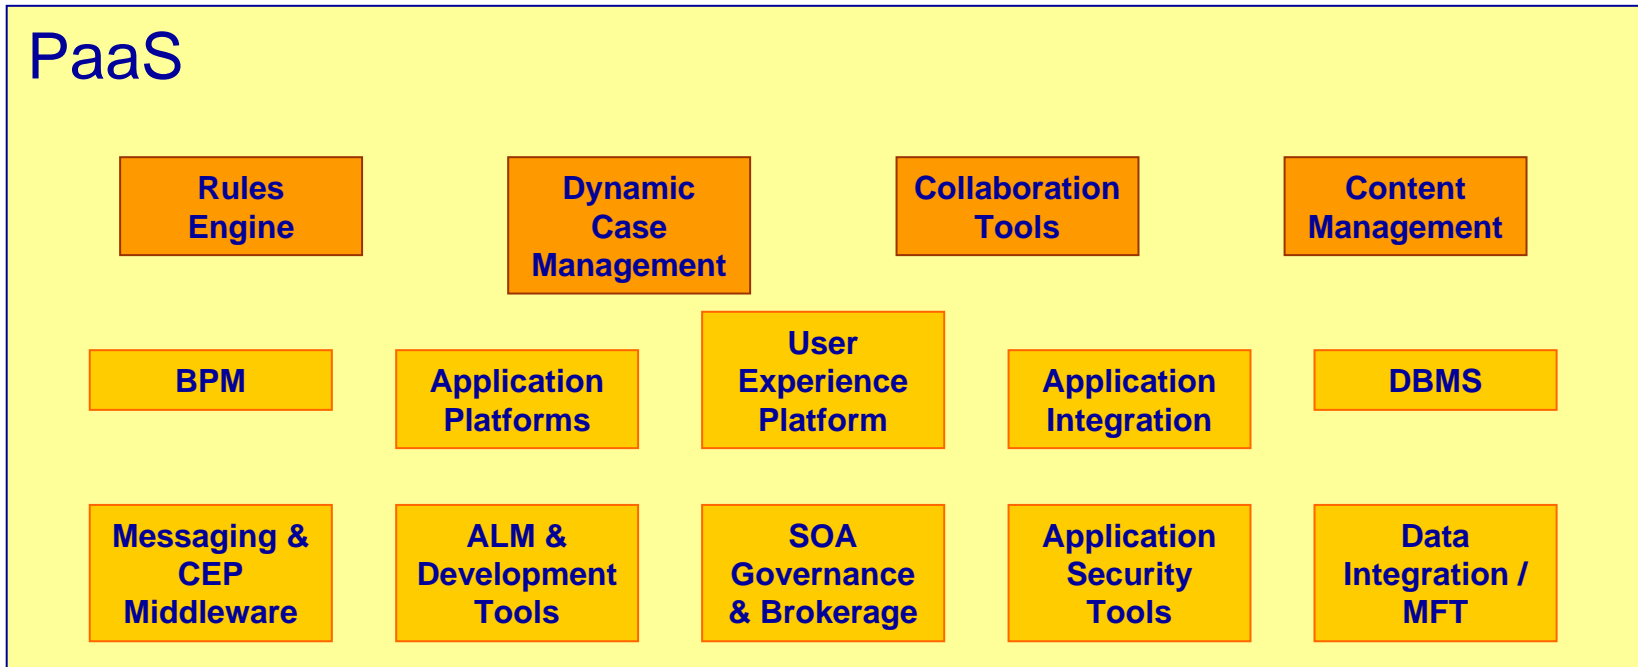 PaaS
Rules
Engine
Dynamic
Case
Management
Collaboration
Tools
Content
Management
BPM
Application
Platforms
User
Experience
Platform
Application
Integration
DBMS
Messaging &
CEP
Middleware
ALM &
Development
Tools
SOA
Governance
& Brokerage
Application
Security
Tools
Data
Integration /
MFT